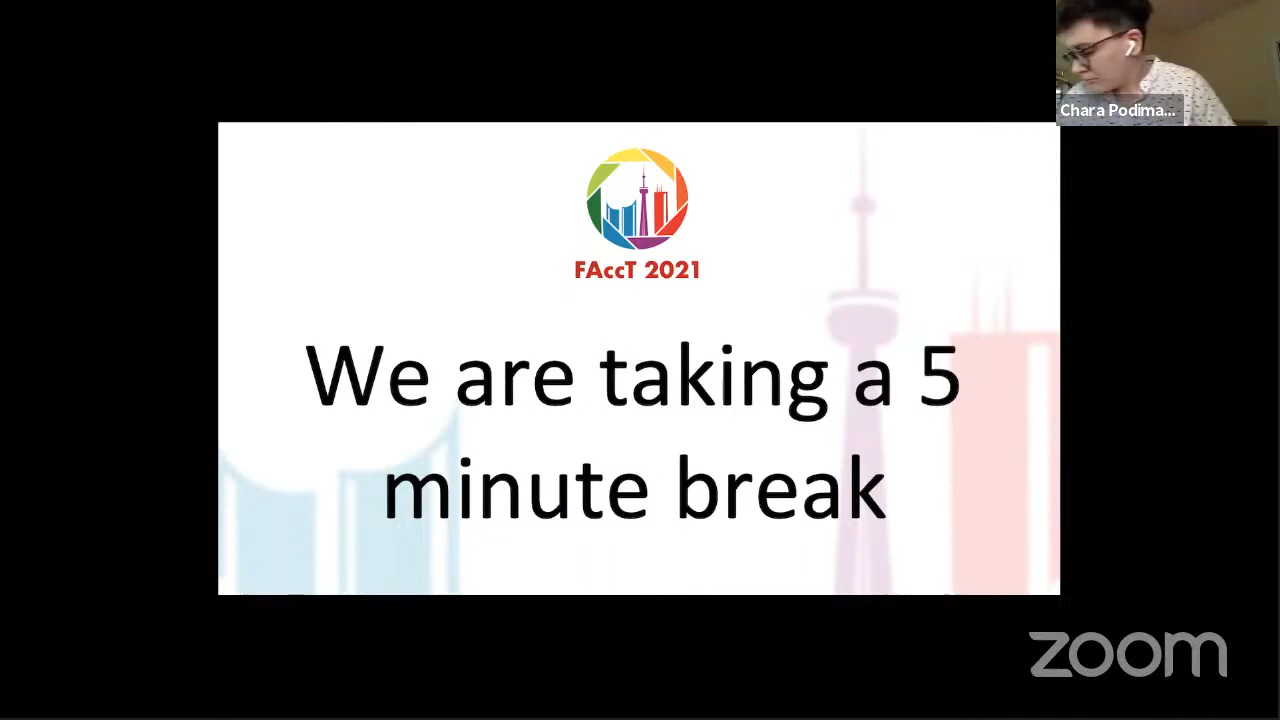 Chara Podima...
FAccT 2021
We are taking a 5
minute break
zoom